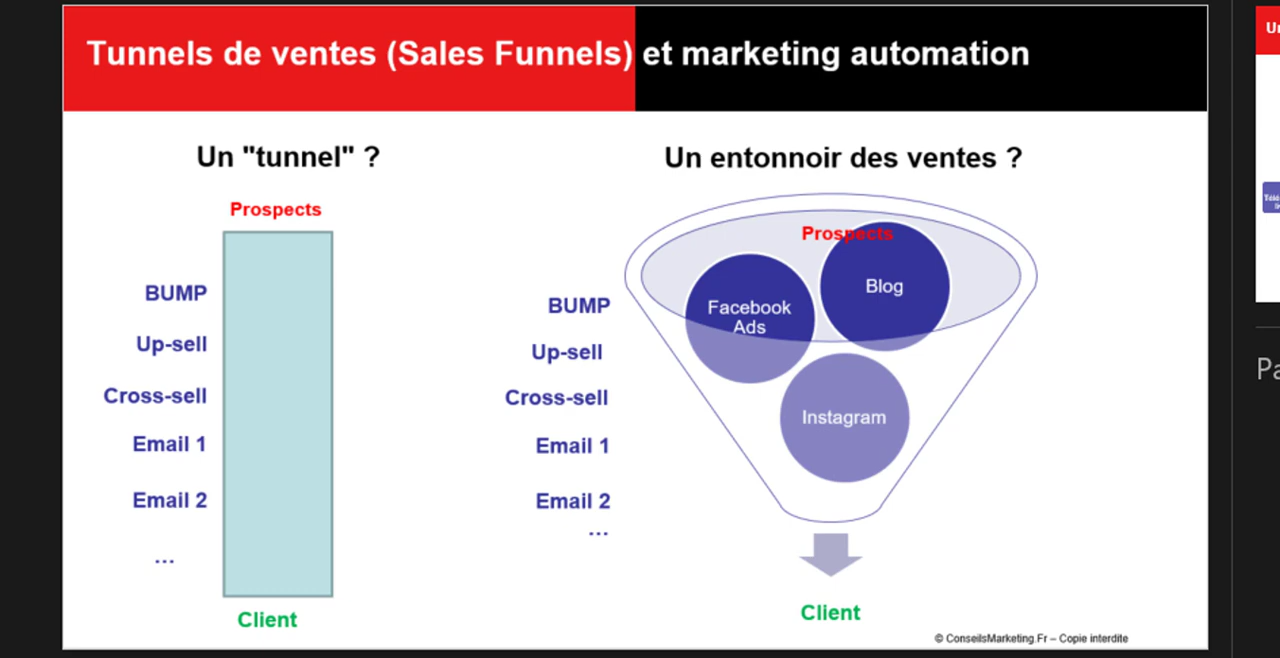 Tunnels de ventes (Sales Funnels) et marketing automation
Un "tunnel" ?
Prospects
BUMP
Up-sell
Cross-sell
Email 1
Email 2
...
Client
Un entonnoir des ventes ?
Prospects
BUMP
Up-sell
Cross-sell
Email 1
Email 2
...
Facebook
Ads
Blog
Instagram
Client
© ConseilsMarketing.Fr – Copie interdite